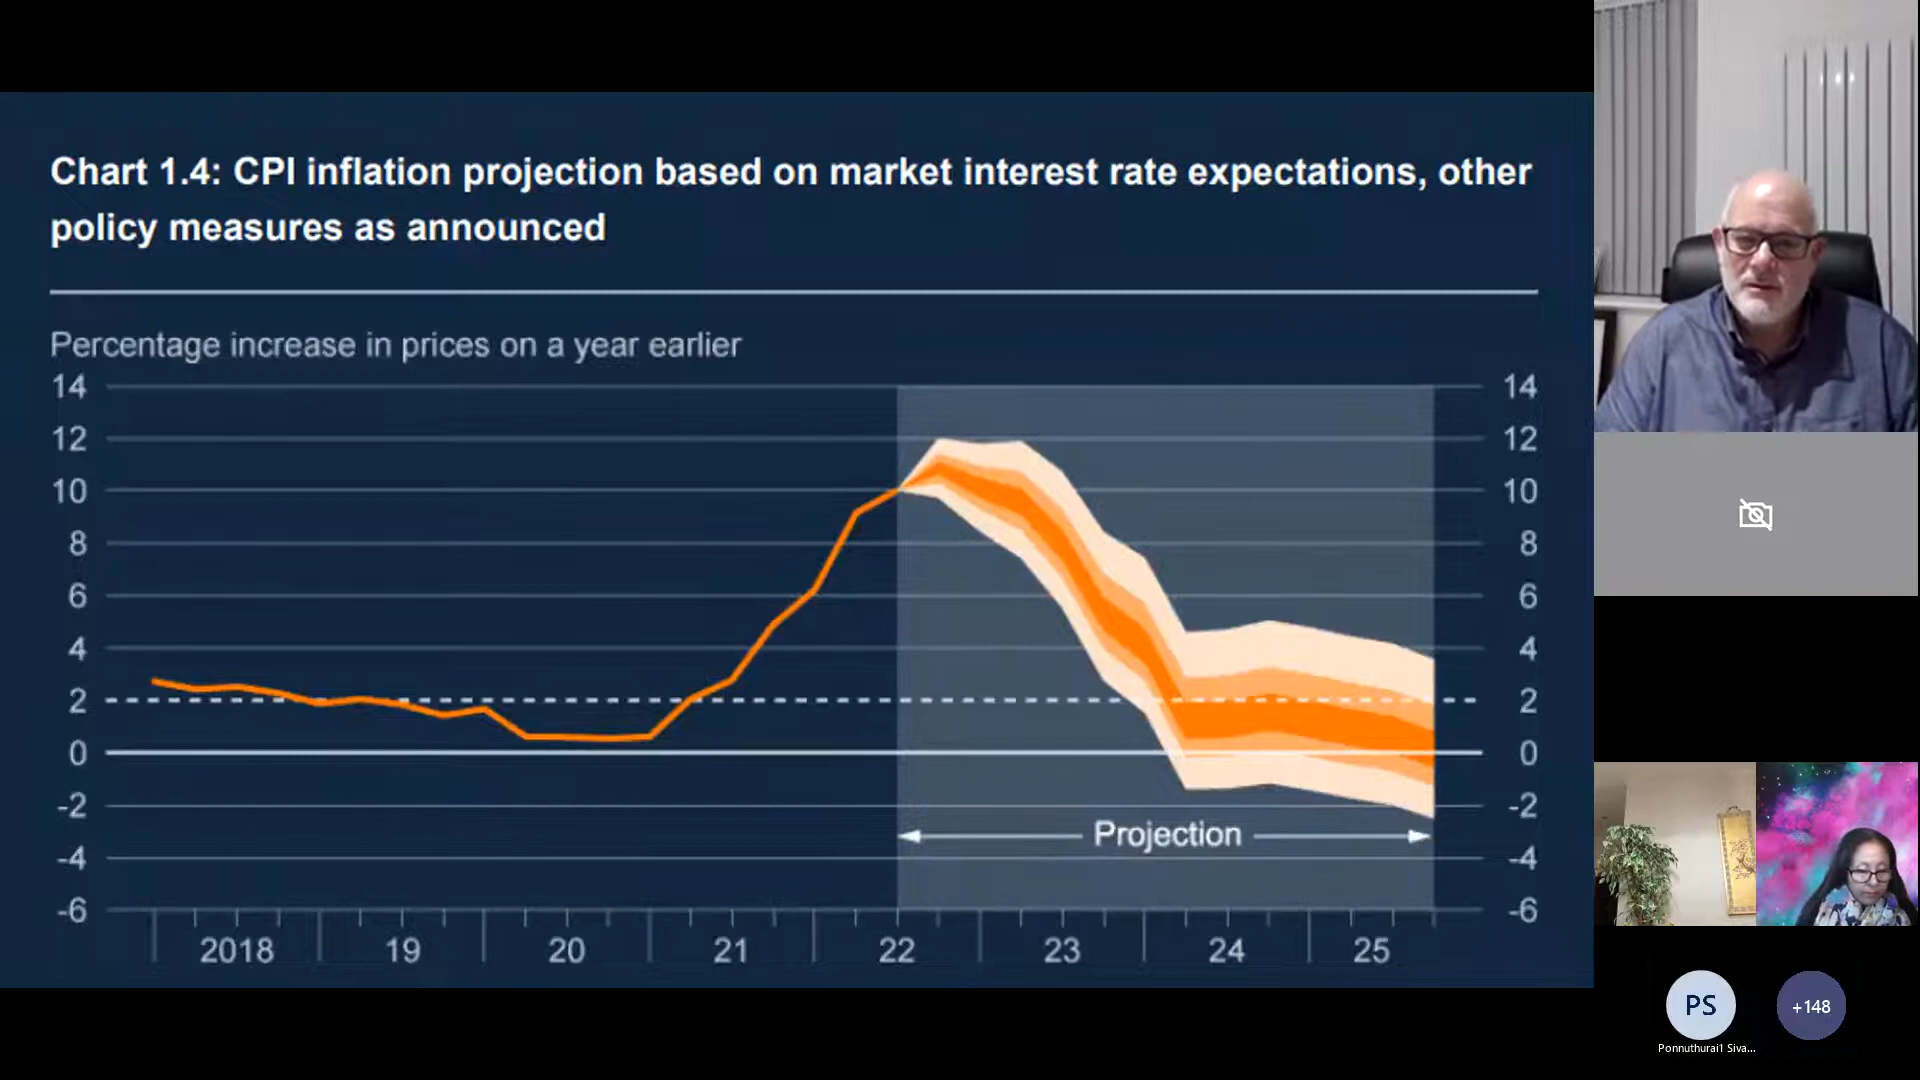 Chart 1.4: CPI inflation projection based on market interest rate expectations, other
policy measures as announced
Percentage increase in prices on a year earlier
14 14
12 12
10 10
8 8
6 6
4 4
2 2
0 0
-2 -2
Projection
-4 -4
-6 -6
2018 19 20 21 22 23 24 25
PS
+148
Ponnuthurai1 Siva...